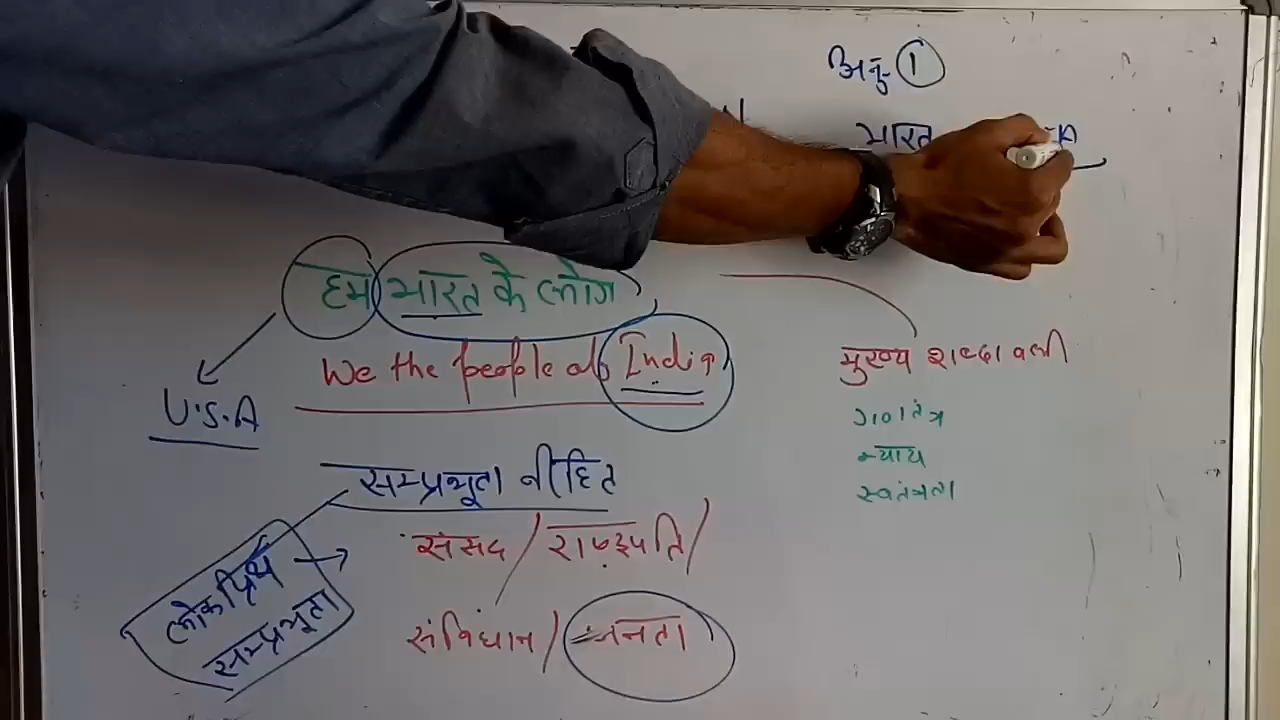 अनु- 1
भारत
हम भारत के लोग
We the people of India
U.S.A
मुख्य शब्दावली
गणतंत्र
न्याय
स्वतंत्रता
सम्प्रभूता नीहित
संसद / राष्ट्रपति /
लोकप्रिय
सम्प्रभूता
संविधान / जनता